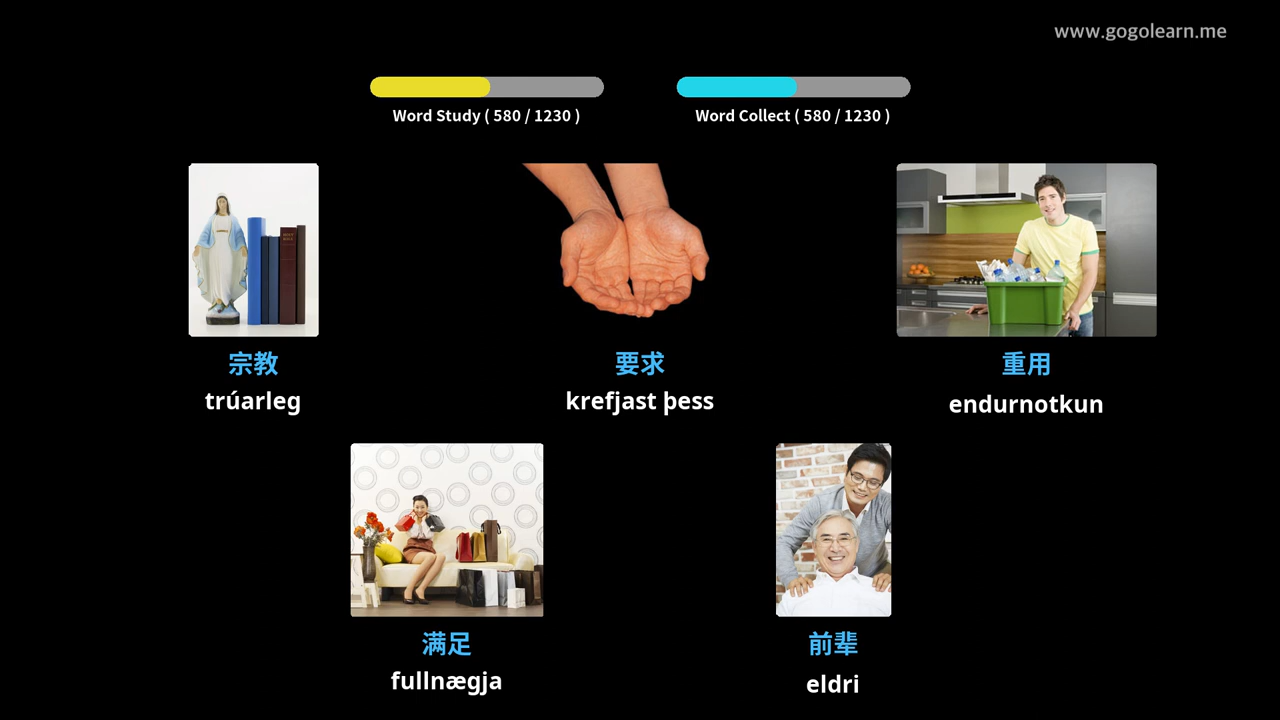 www.gogolearn.me
Word Study ( 580 / 1230 )
Word Collect ( 580 / 1230 )
宗教
trúarleg
要求
krefjast þess
重用
endurnotkun
满足
fullnægja
前辈
eldri